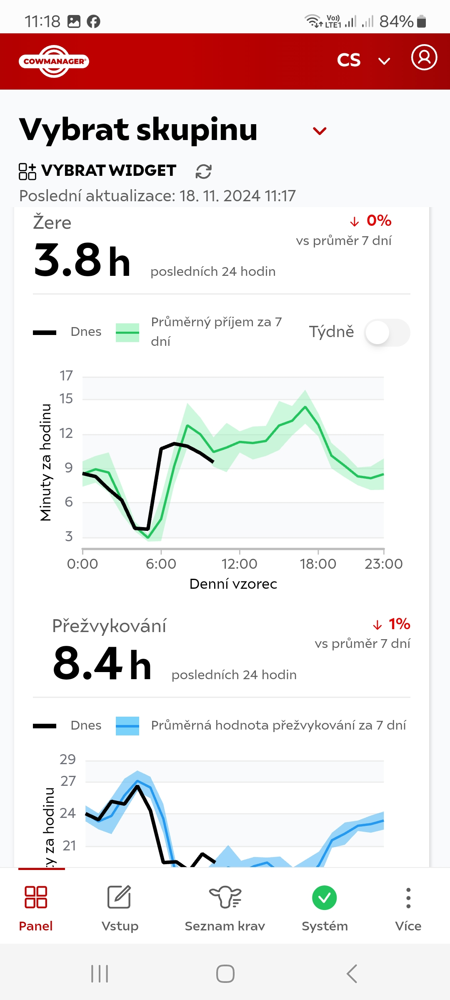 11:18
Vo))
LTE1
84%
COWMANAGER®
CS
Vybrat skupinu
VYBRAT WIDGET
Poslední aktualizace: 18. 11. 2024 11:17
Žere
↓ 0%
vs průměr 7 dní
3.8 h posledních 24 hodin
Dnes
Průměrný příjem za 7
dní
Týdně
Minuty za hodinu
17
15
12
9
6
3
0:00 6:00 12:00 18:00 23:00
Denní vzorec
Přežvykování
↓ 1%
vs průměr 7 dní
8.4 h posledních 24 hodin
Dnes
Průměrná hodnota přežvykování za 7 dní
ty za hodinu
29
27
24
21
Panel
Vstup
Seznam krav
Systém
Více